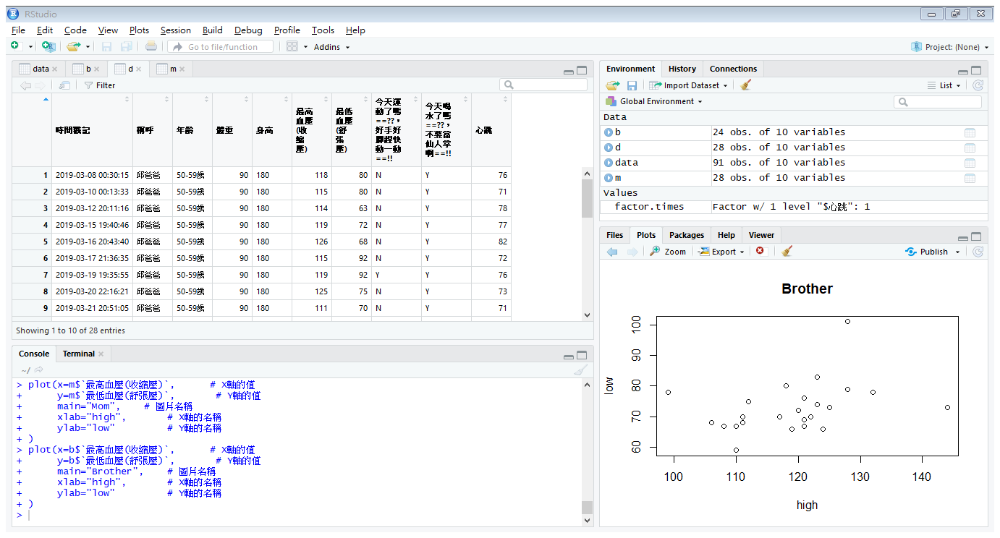 RStudio
File Edit Code View Plots Session Build Debug Profile Tools Help
Go to file/function Addins Project: (None)
data b d m
Filter
時間戳記 稱呼 年齡 體重 身高 最高血壓(收縮壓) 最低血壓(舒張壓) 今天運動了嗎==??，好手好腳趕快動一動==!! 今天喝水了嗎==??，不要當仙人掌啊==!! 心跳
1 2019-03-08 00:30:15 邱爸爸 50-59歲 90 180 118 80 N Y 76
2 2019-03-10 00:13:33 邱爸爸 50-59歲 90 180 115 80 N Y 71
3 2019-03-12 20:11:16 邱爸爸 50-59歲 90 180 114 63 N Y 78
4 2019-03-15 19:40:46 邱爸爸 50-59歲 90 180 119 72 N Y 77
5 2019-03-16 20:43:40 邱爸爸 50-59歲 90 180 126 68 N Y 82
6 2019-03-17 21:36:35 邱爸爸 50-59歲 90 180 115 92 N Y 72
7 2019-03-19 19:35:55 邱爸爸 50-59歲 90 180 119 92 Y Y 76
8 2019-03-20 22:16:21 邱爸爸 50-59歲 90 180 125 75 N Y 73
9 2019-03-21 20:51:05 邱爸爸 50-59歲 90 180 111 70 N Y 71
Showing 1 to 10 of 28 entries
Console Terminal
~/
> plot(x=m$`最高血壓(收縮壓)`, # X軸的值
+ y=m$`最低血壓(舒張壓)`, # Y軸的值
+ main="Mom", # 圖片名稱
+ xlab="high", # X軸的名稱
+ ylab="low" # Y軸的名稱
+ )
> plot(x=b$`最高血壓(收縮壓)`, # X軸的值
+ y=b$`最低血壓(舒張壓)`, # Y軸的值
+ main="Brother", # 圖片名稱
+ xlab="high", # X軸的名稱
+ ylab="low" # Y軸的名稱
+ )
>
Environment History Connections
Import Dataset List
Global Environment
Data
b 24 obs. of 10 variables
d 28 obs. of 10 variables
data 91 obs. of 10 variables
m 28 obs. of 10 variables
Values
factor.times Factor w/ 1 level "$心跳": 1
Files Plots Packages Help Viewer
Zoom Export Publish
Brother
low
100
90
80
70
60
100 110 120 130 140
high